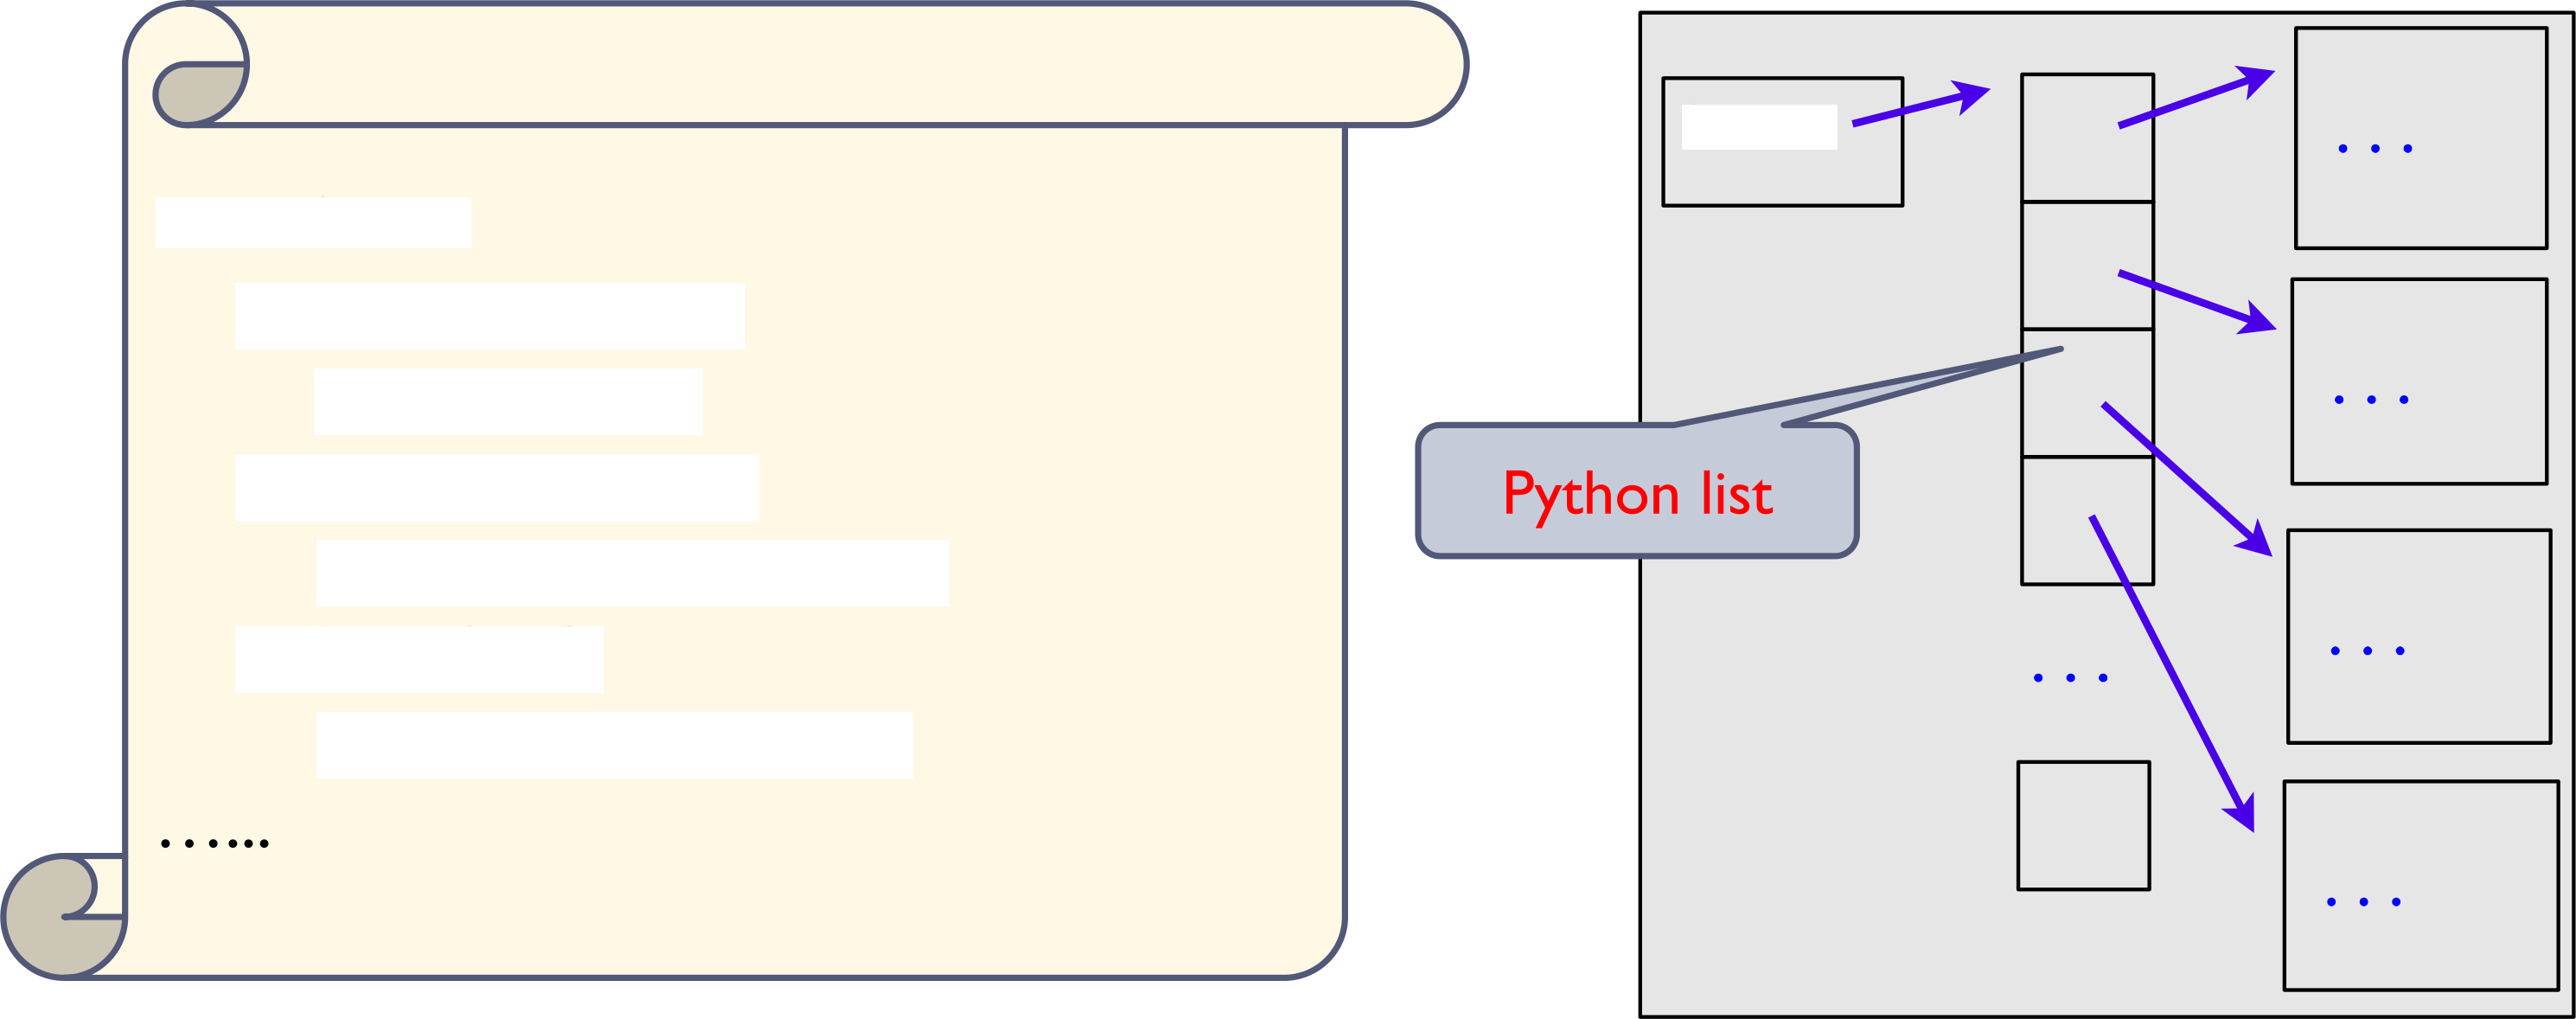 Python list
. . . . . .
. . .
. . .
. . .
. . .
. . .